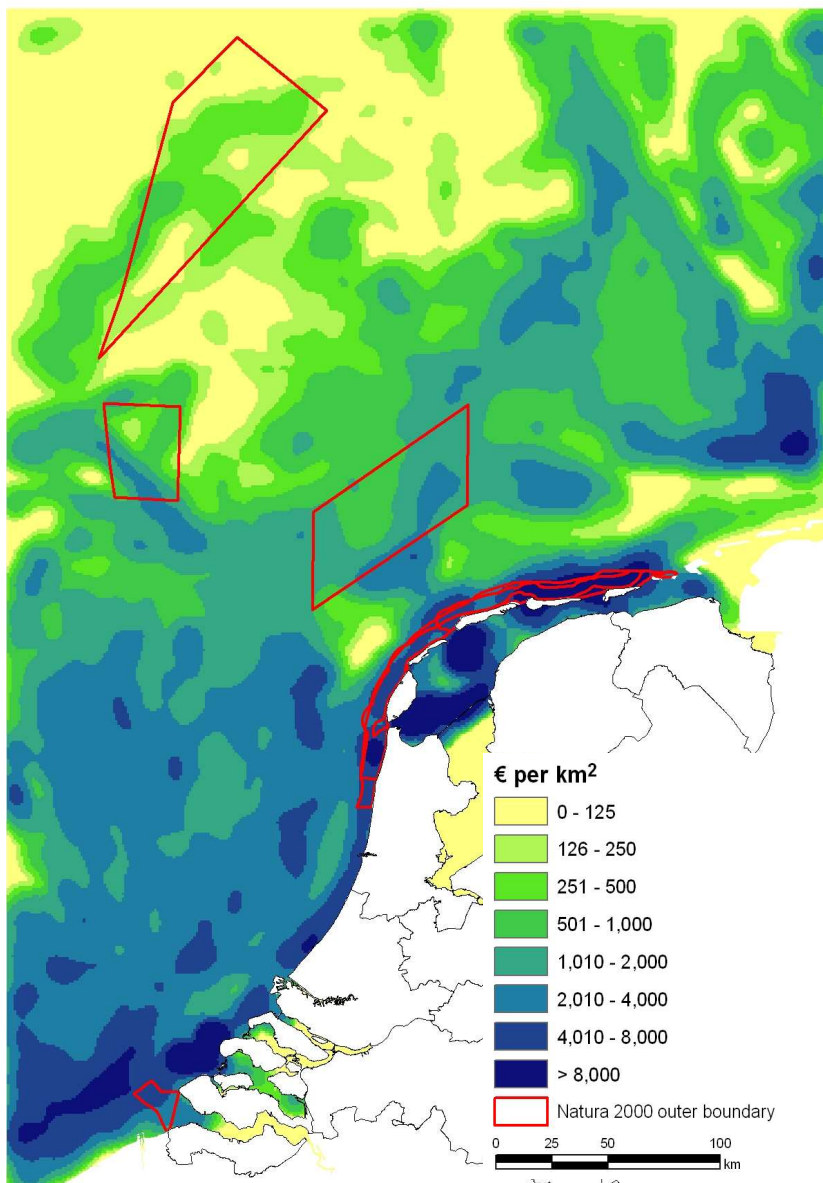 € per km²
0 - 125
126 - 250
251 - 500
501 - 1,000
1,010 - 2,000
2,010 - 4,000
4,010 - 8,000
> 8,000
Natura 2000 outer boundary
0 25 50 100
km